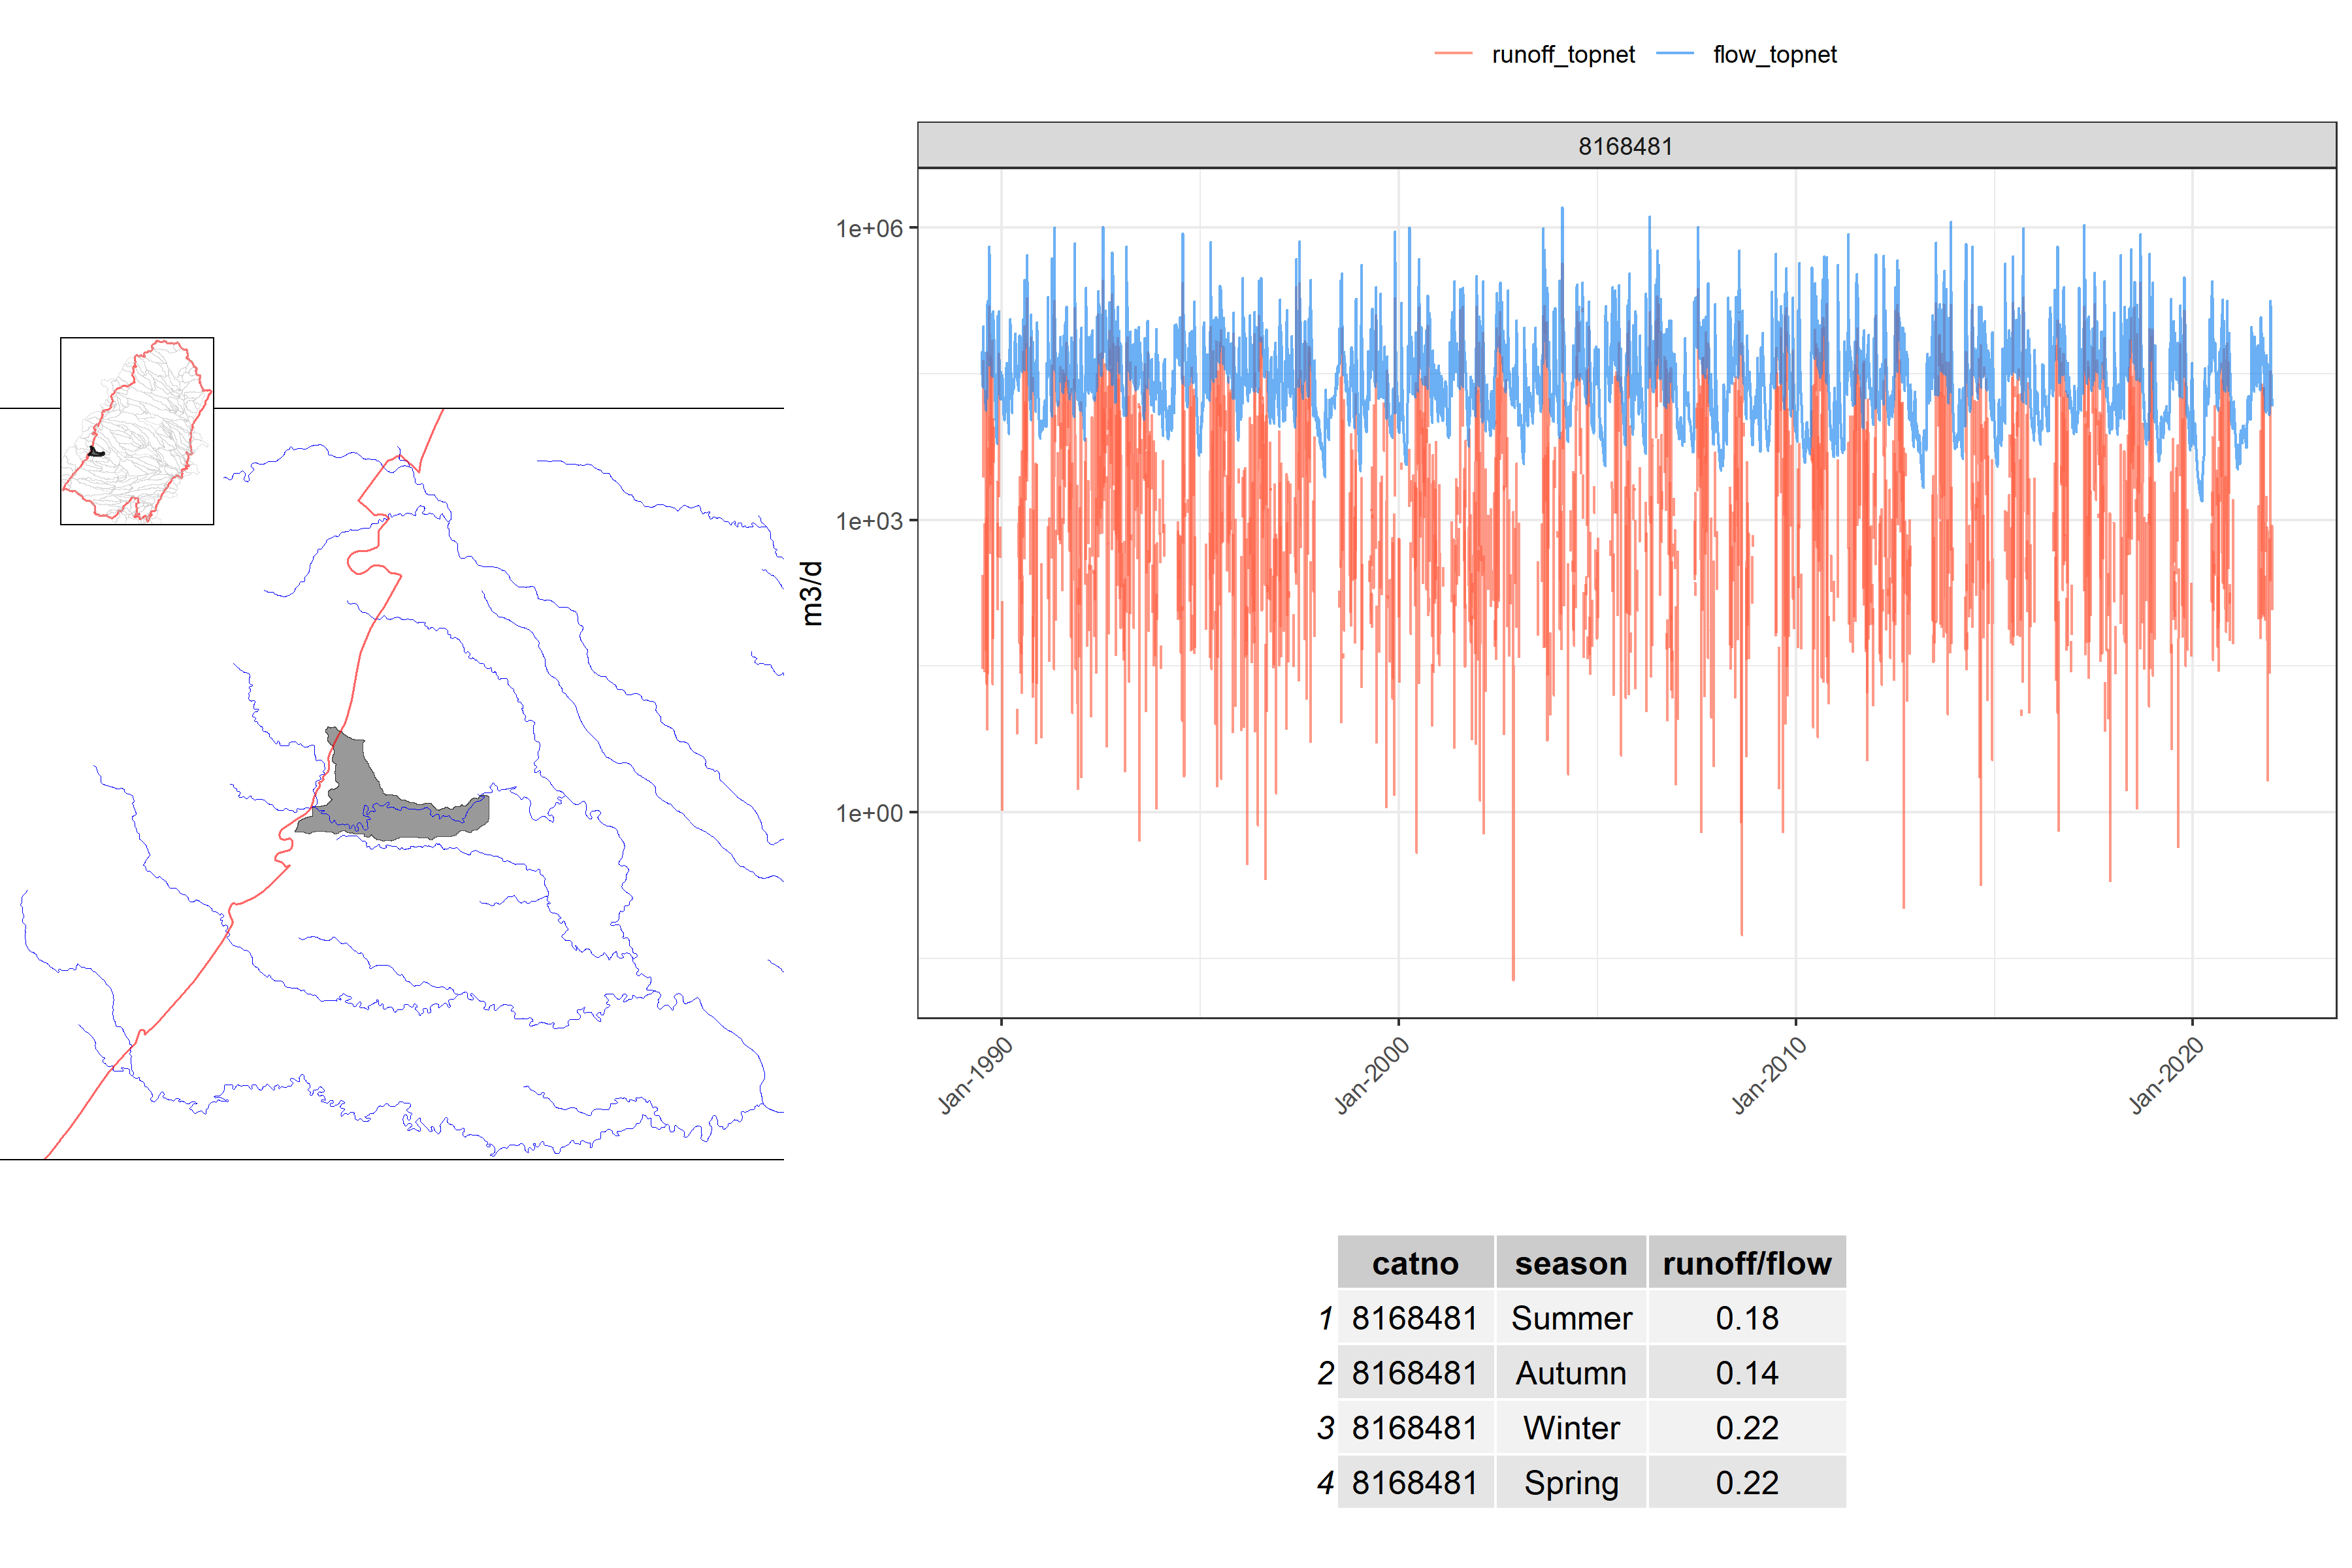 runoff_topnet flow_topnet
8168481
1e+06
1e+03
1e+00
m3/d
Jan-1990 Jan-2000 Jan-2010 Jan-2020
catno season runoff/flow
1 8168481 Summer 0.18
2 8168481 Autumn 0.14
3 8168481 Winter 0.22
4 8168481 Spring 0.22